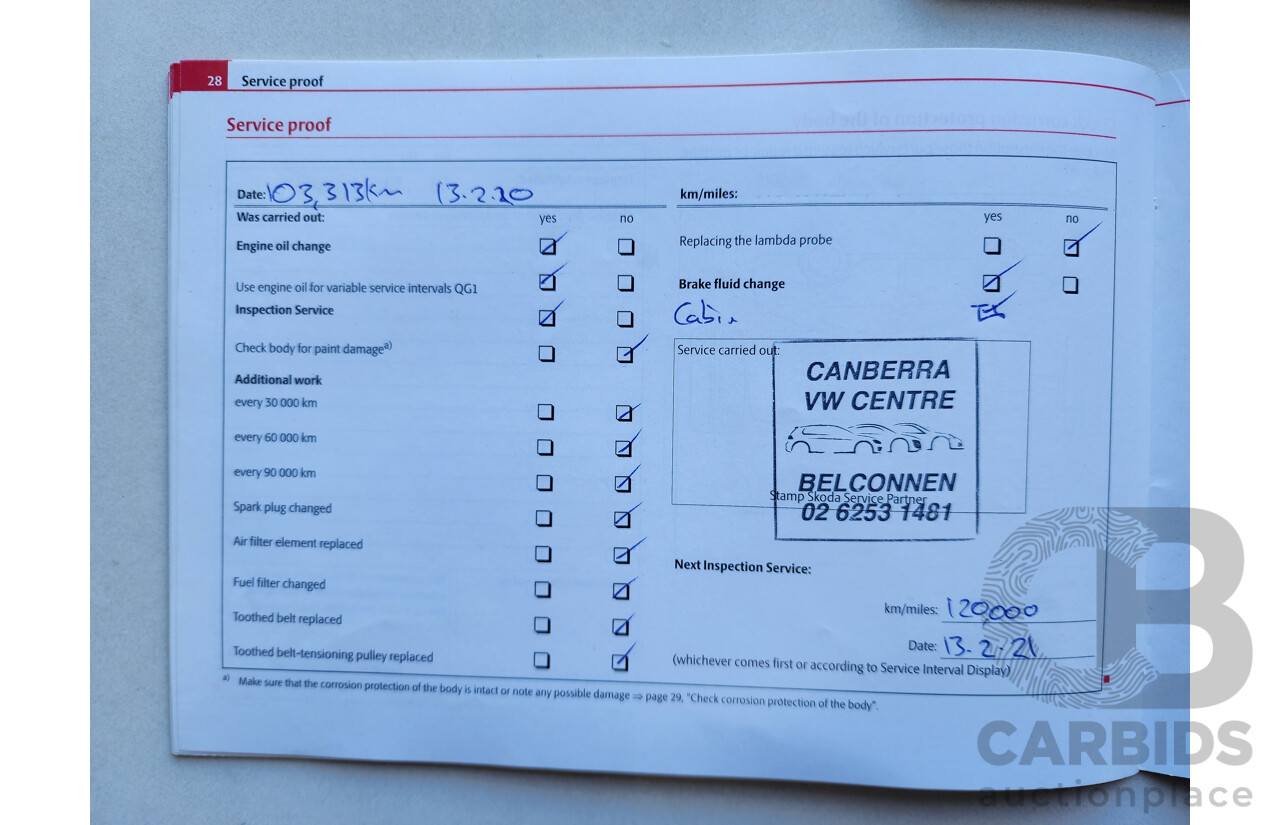 28 Service proof
Service proof
Date: 103,313km 13.2.20
Was carried out: yes no
Engine oil change
Use engine oil for variable service intervals QG1
Inspection Service
Check body for paint damage a)
Additional work
every 30 000 km
every 60 000 km
every 90 000 km
Spark plug changed
Air filter element replaced
Fuel filter changed
Toothed belt replaced
Toothed belt-tensioning pulley replaced
km/miles:
yes no
Replacing the lambda probe
Brake fluid change
Cabin
Service carried out:
CANBERRA
VW CENTRE
BELCONNEN
Stamp Škoda Service Partner
02 6253 1481
Next Inspection Service:
km/miles: 120,000
Date: 13.2.21
(whichever comes first or according to Service Interval Display)
a) Make sure that the corrosion protection of the body is intact or note any possible damage ⇒ page 29, "Check corrosion protection of the body".
CB
CARBIDS
auctionplace